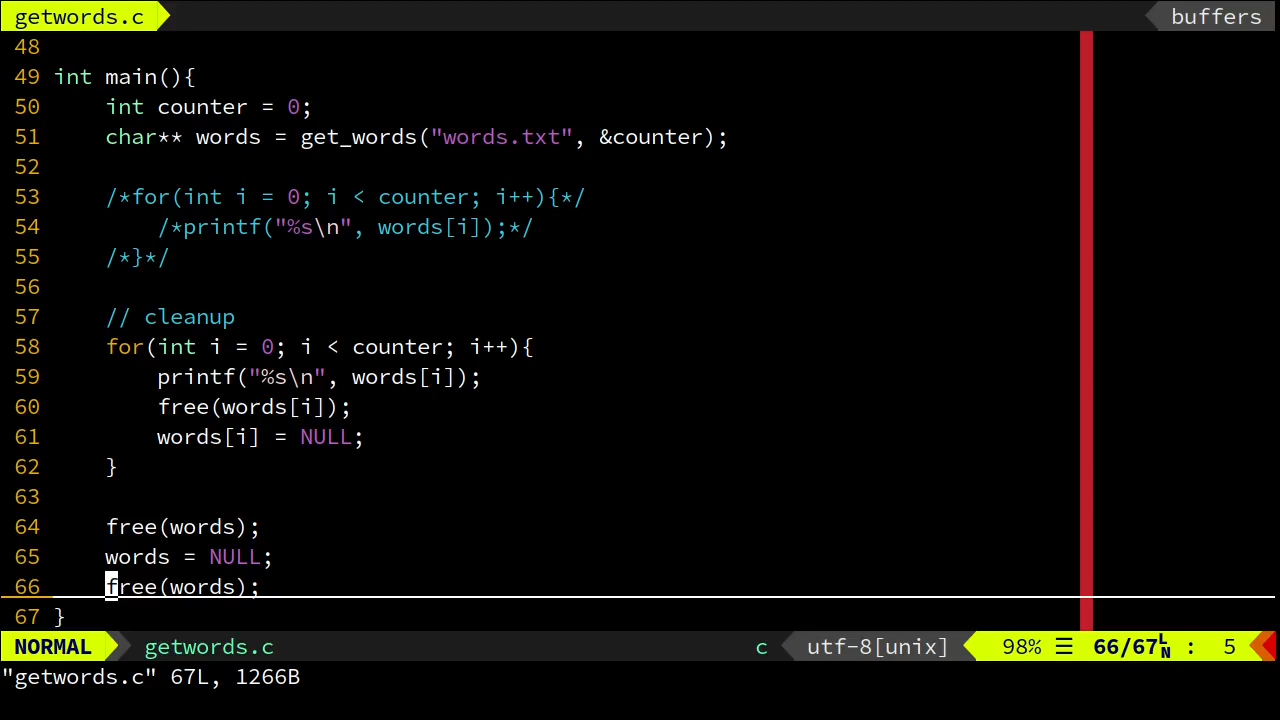 getwords.c buffers
48
49 int main(){
50     int counter = 0;
51     char** words = get_words("words.txt", &counter);
52
53     /*for(int i = 0; i < counter; i++){*/
54         /*printf("%s\n", words[i]);*/
55     /*}*/
56
57     // cleanup
58     for(int i = 0; i < counter; i++){
59         printf("%s\n", words[i]);
60         free(words[i]);
61         words[i] = NULL;
62     }
63
64     free(words);
65     words = NULL;
66     free(words);
67 }
NORMAL getwords.c c utf-8[unix] 98% ☰ 66/67 LN : 5
"getwords.c" 67L, 1266B